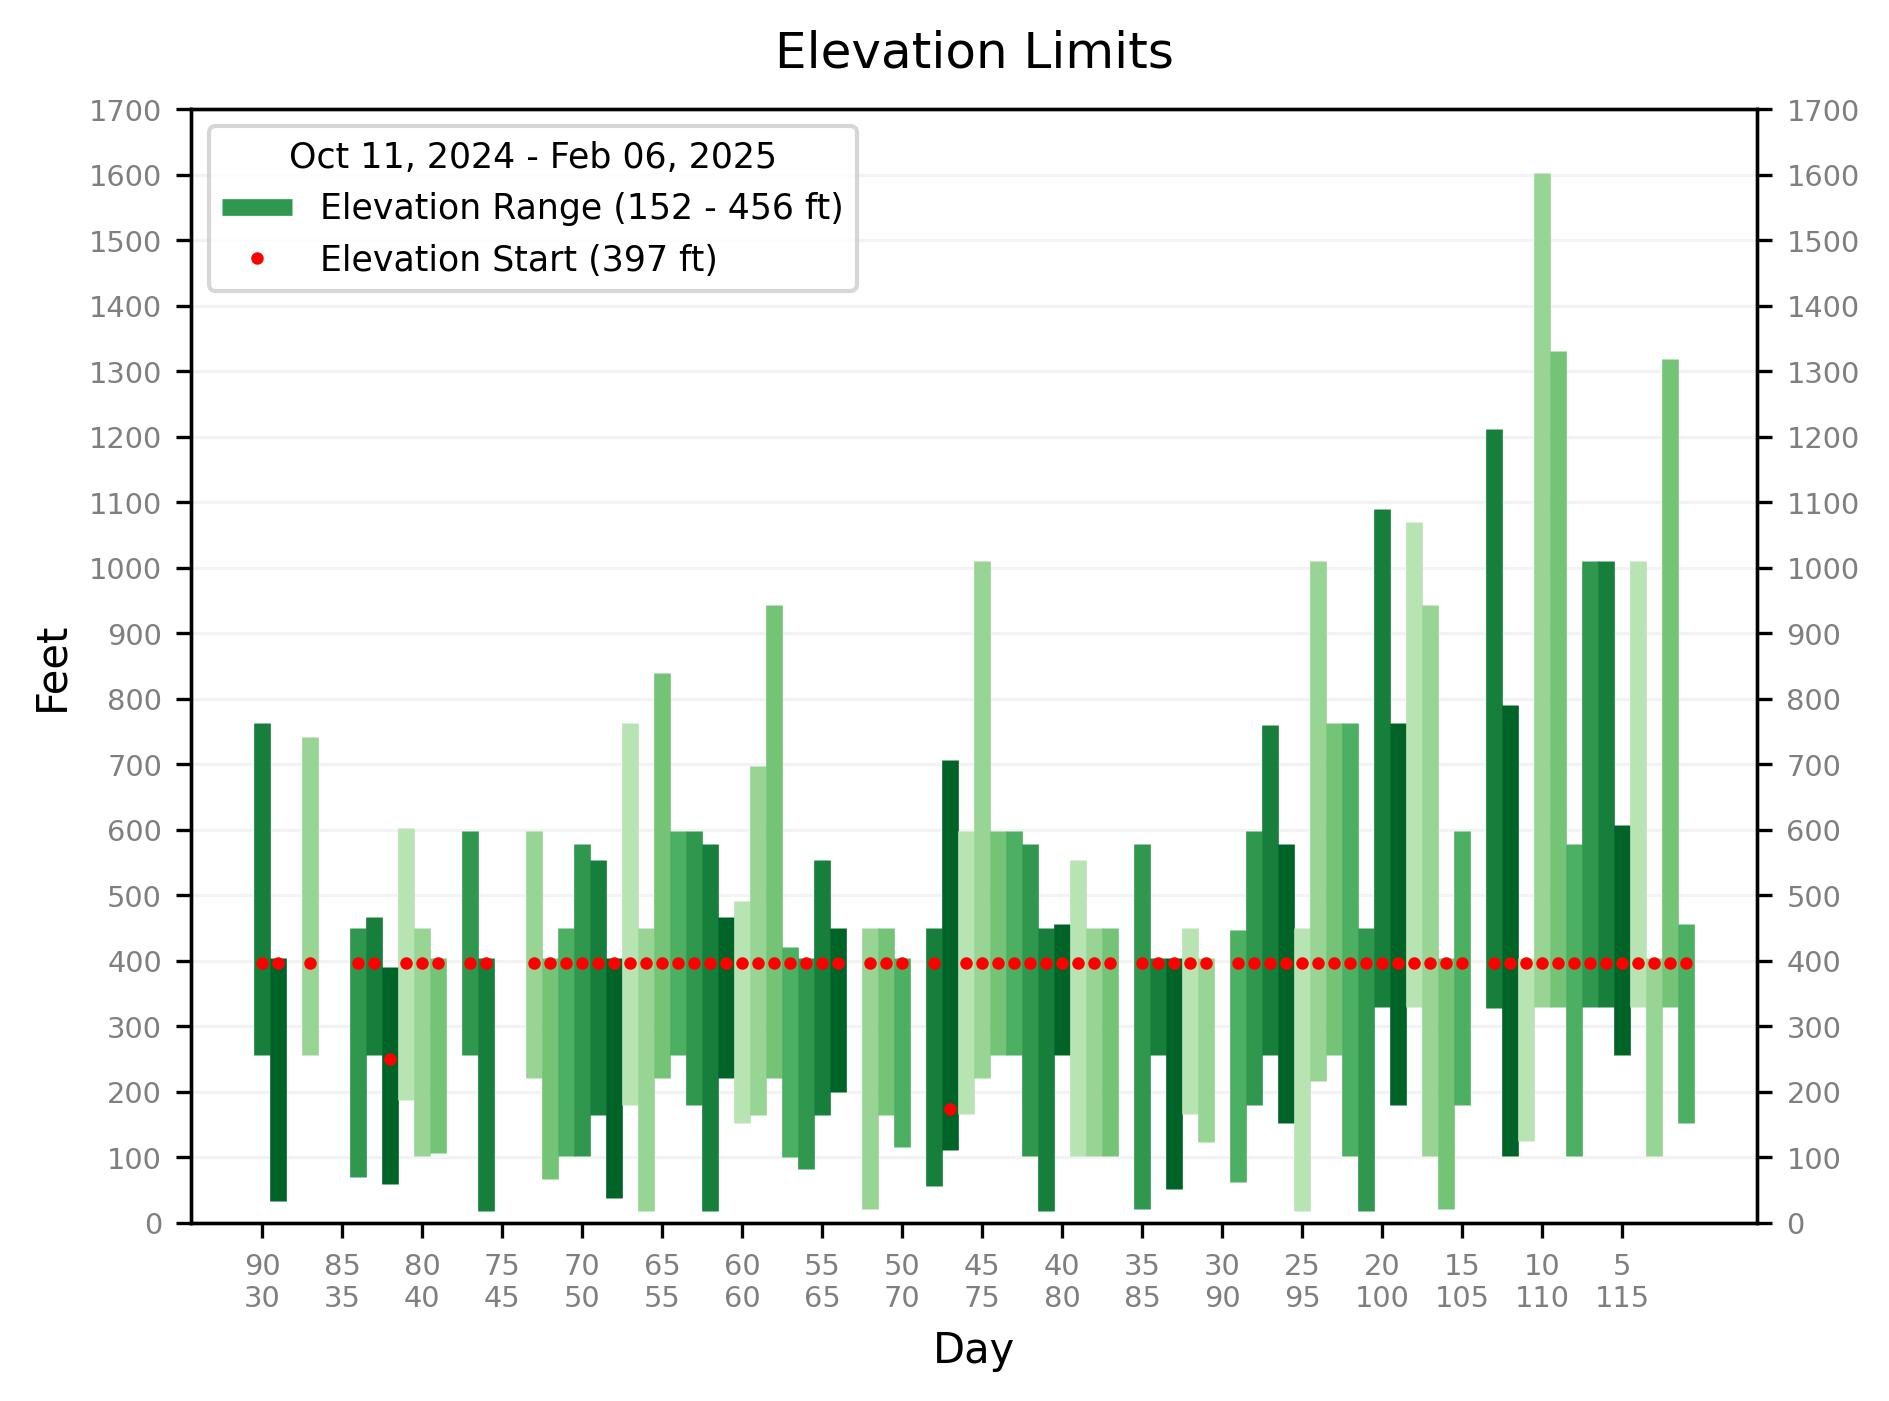 Elevation Limits
Oct 11, 2024 - Feb 06, 2025
Elevation Range (152 - 456 ft)
Elevation Start (397 ft)
1700 1700
1600 1600
1500 1500
1400 1400
1300 1300
1200 1200
1100 1100
1000 1000
900 900
800 800
700 700
600 600
500 500
400 400
300 300
200 200
100 100
0 0
Feet
90 85 80 75 70 65 60 55 50 45 40 35 30 25 20 15 10 5
30 35 40 45 50 55 60 65 70 75 80 85 90 95 100 105 110 115
Day